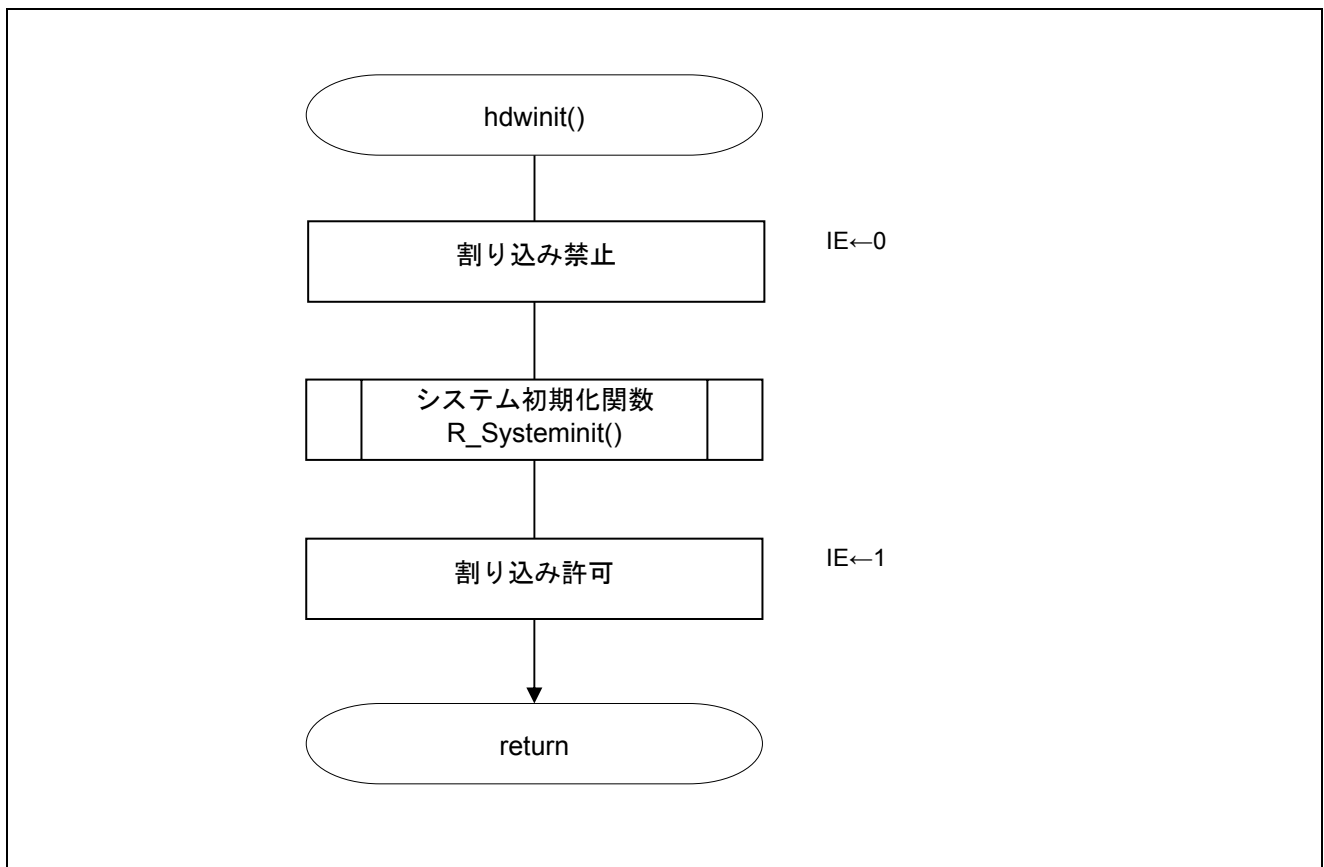 hdwinit()
割り込み禁止
IE←0
システム初期化関数
R_Systeminit()
割り込み許可
IE←1
return